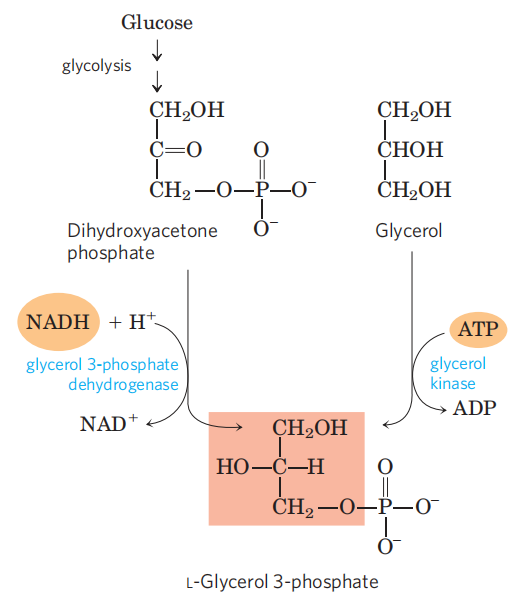 Glucose
glycolysis
CH₂OH
C=O
O
CH₂—O—P—O⁻
O⁻
Dihydroxyacetone
phosphate
CH₂OH
CHOH
CH₂OH
Glycerol
NADH + H⁺
glycerol 3-phosphate
dehydrogenase
NAD⁺
ATP
glycerol
kinase
ADP
CH₂OH
HO—C—H
O
CH₂—O—P—O⁻
O⁻
L-Glycerol 3-phosphate